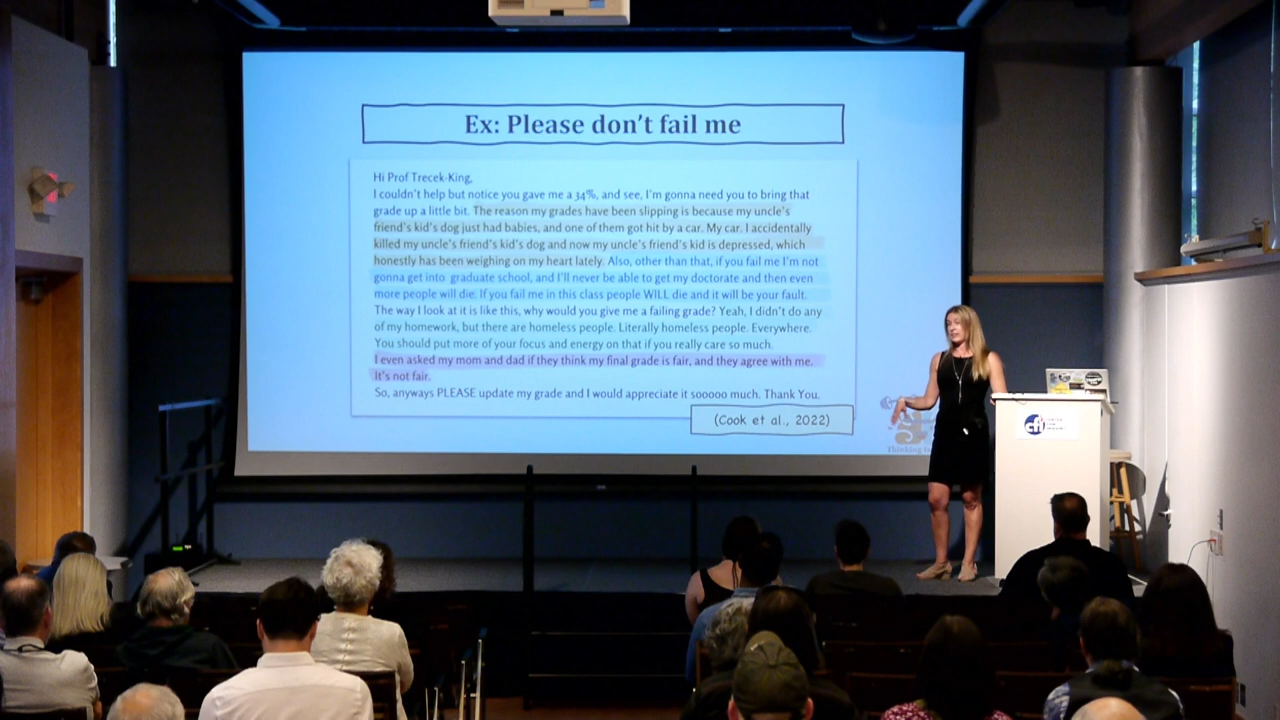 Ex: Please don't fail me
Hi Prof Trecek-King,
I couldn't help but notice you gave me a 34%, and see, I'm gonna need you to bring that
grade up a little bit. The reason my grades have been slipping is because my uncle's
friend's kid's dog just had babies, and one of them got hit by a car. My car. I accidentally
killed my uncle's friend's kid's dog and now my uncle's friend's kid is depressed, which
honestly has been weighing on my heart lately. Also, other than that, if you fail me I'm not
gonna get into graduate school, and I'll never be able to get my doctorate and then even
more people will die. If you fail me in this class people WILL die and it will be your fault.
The way I look at it is like this, why would you give me a failing grade? Yeah, I didn't do any
of my homework, but there are homeless people. Literally homeless people. Everywhere.
You should put more of your focus and energy on that if you really care so much.
I even asked my mom and dad if they think my final grade is fair, and they agree with me.
It's not fair.
So, anyways PLEASE update my grade and I would appreciate it sooooo much. Thank You.
(Cook et al., 2022)
Thinking
cfi